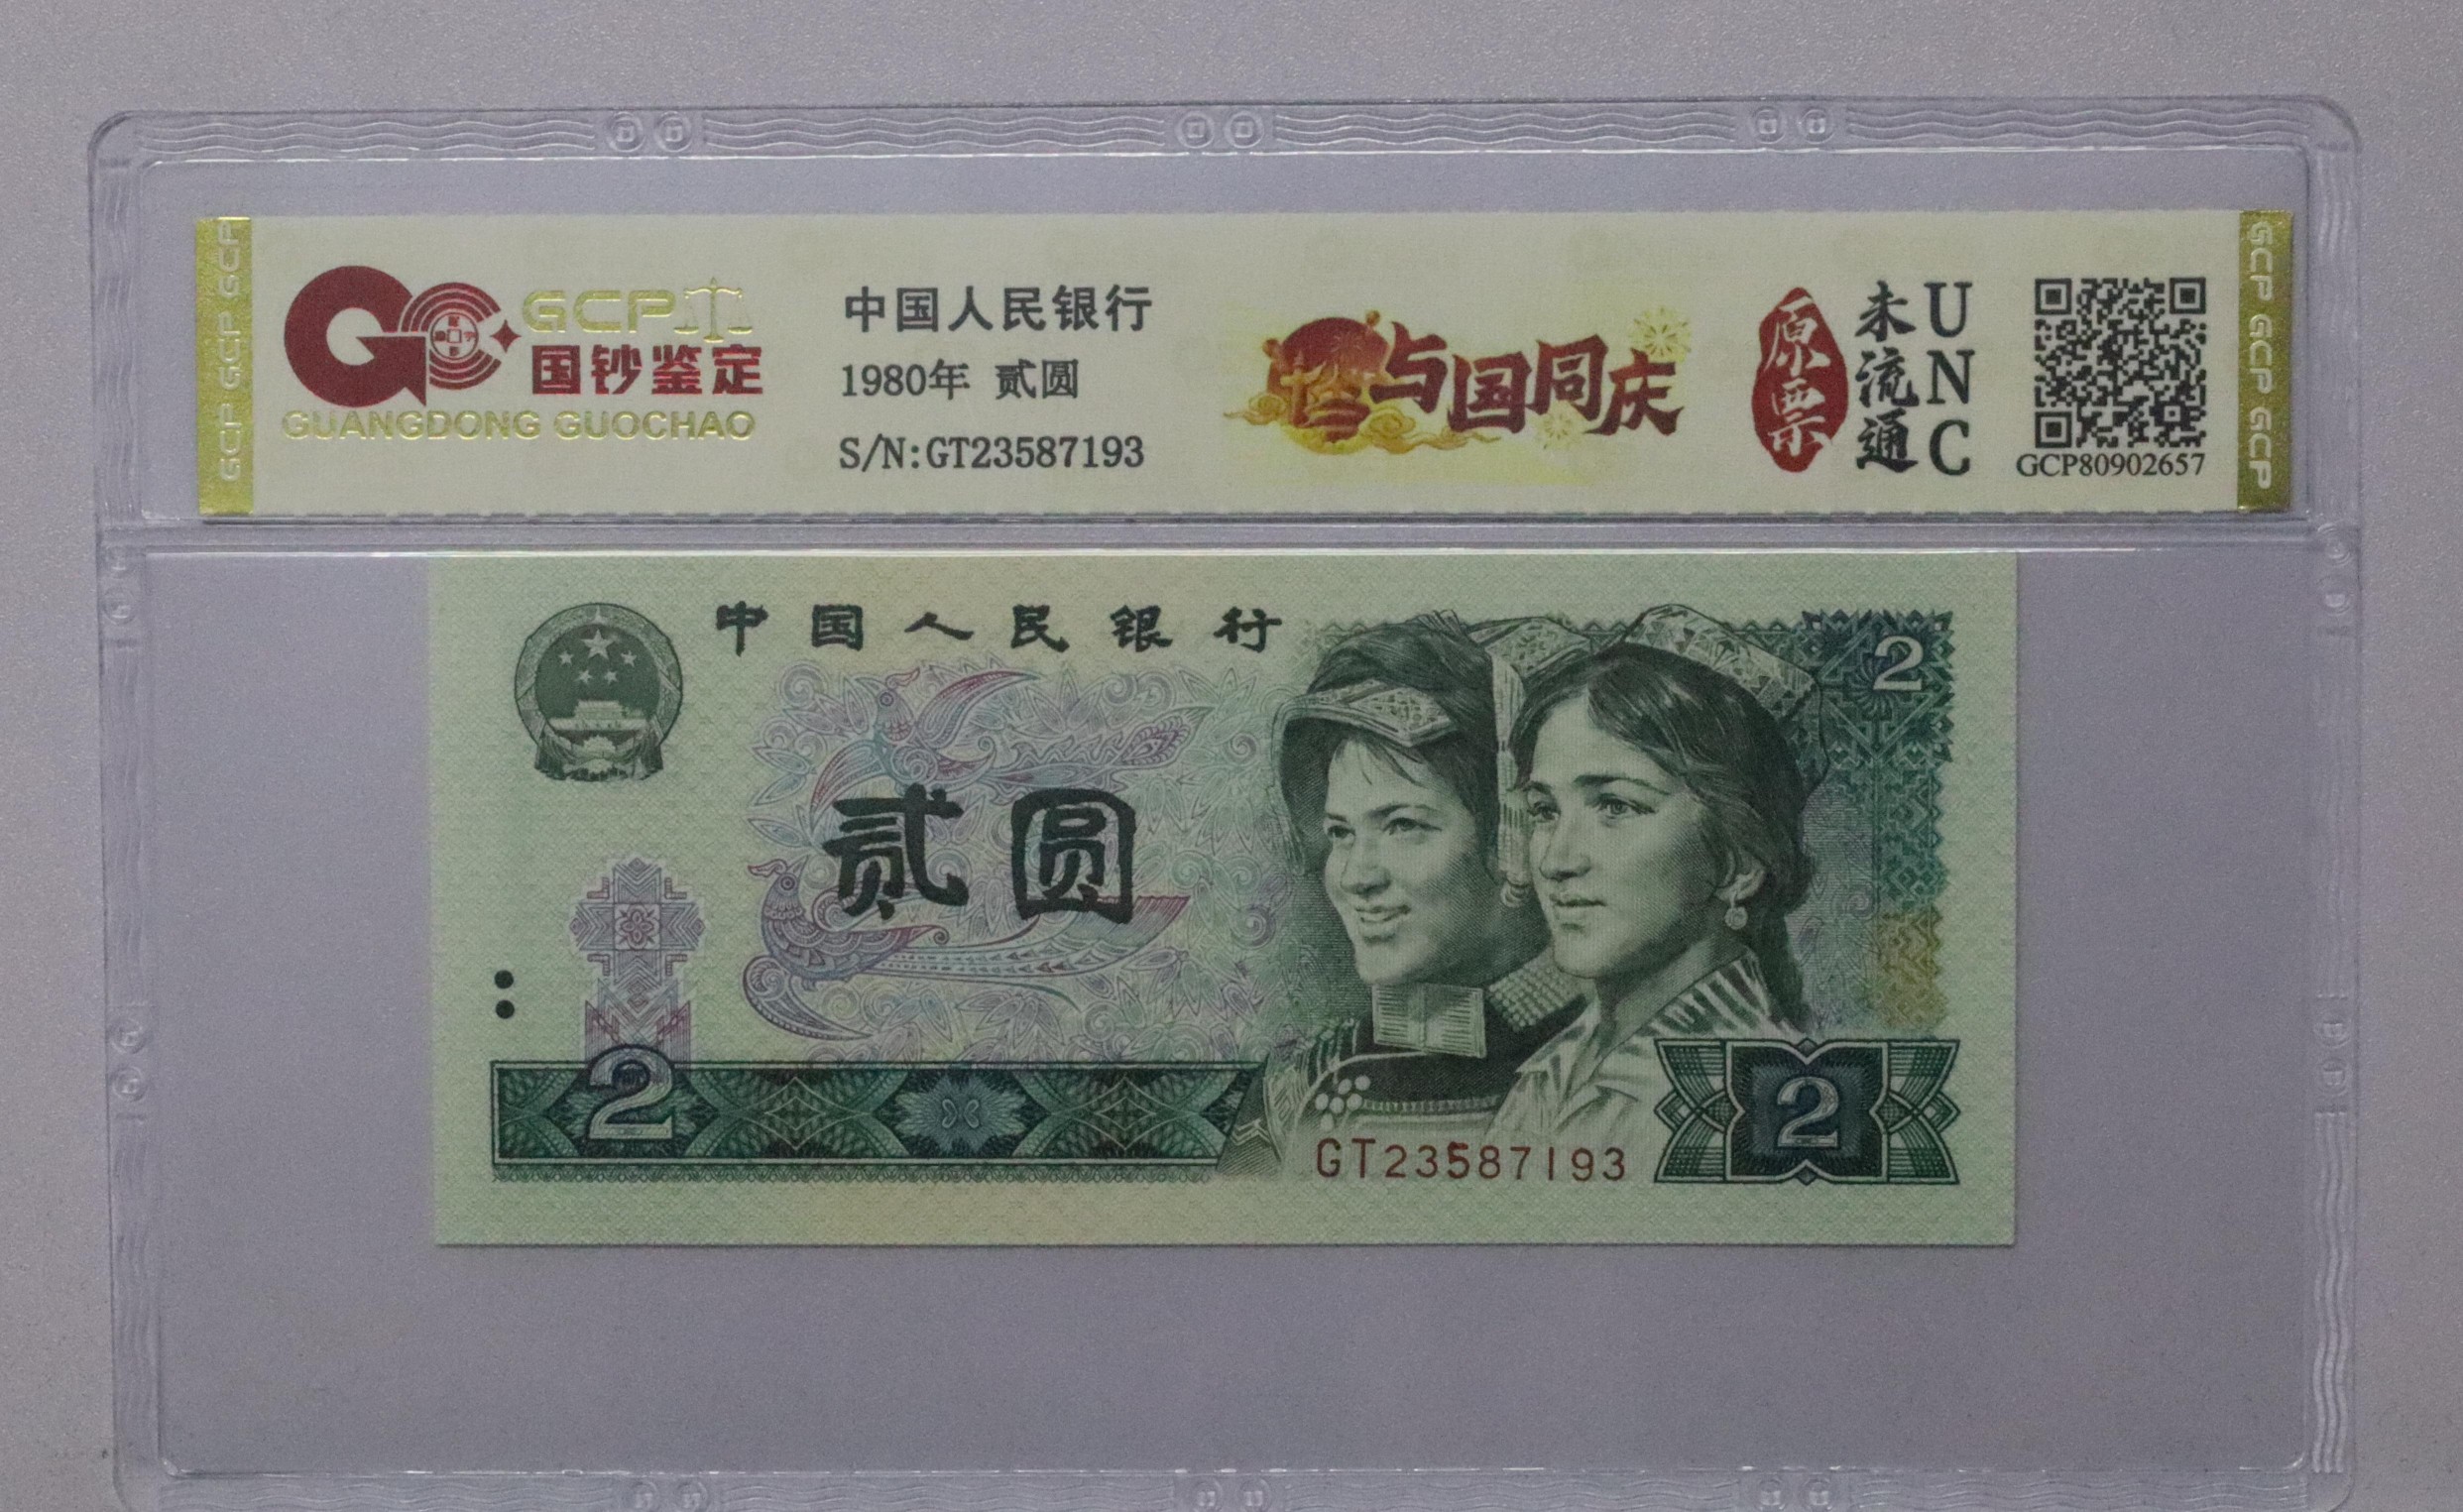 GCP GCP GCP
GCP
国钞鉴定
GUANGDONG GUOCHAO
中国人民银行
1980年 贰圆
S/N:GT23587193
与国同庆
原票
未流通
UNC
GCP80902657
GCP GCP GCP
中国人民银行
2
贰圆
2
GT23587193
2